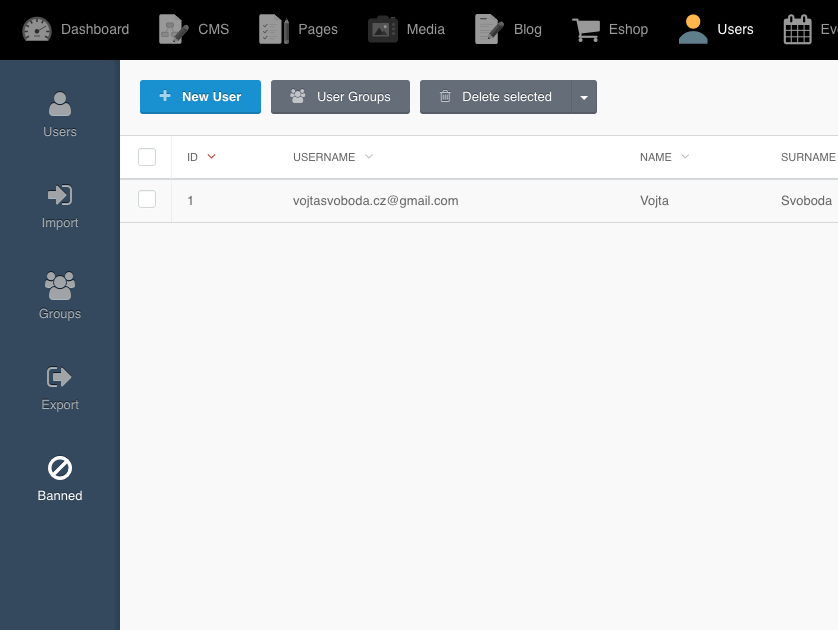 Dashboard CMS Pages Media Blog Eshop Users
Users
Import
Groups
Export
Banned
New User User Groups Delete selected
ID USERNAME NAME SURNAME
1 vojtasvoboda.cz@gmail.com Vojta Svoboda